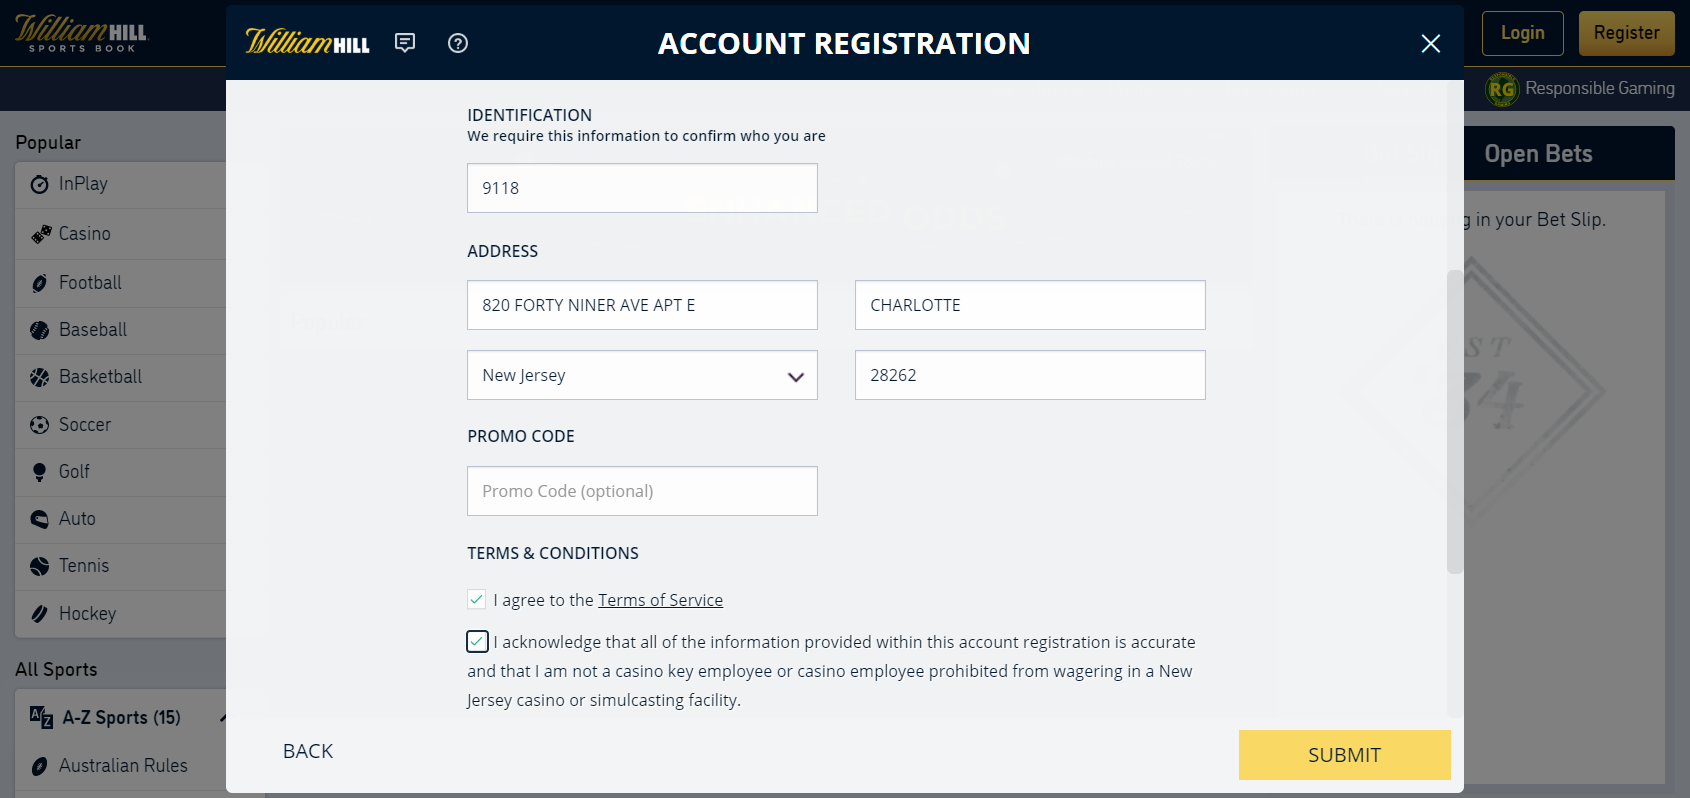 William HILL
SPORTS BOOK
William HILL
ACCOUNT REGISTRATION
Login
Register
RG Responsible Gaming
Popular
InPlay
Casino
Football
Baseball
Basketball
Soccer
Golf
Auto
Tennis
Hockey
All Sports
A-Z Sports (15)
Australian Rules
IDENTIFICATION
We require this information to confirm who you are
9118
ADDRESS
820 FORTY NINER AVE APT E
CHARLOTTE
New Jersey
28262
PROMO CODE
Promo Code (optional)
TERMS & CONDITIONS
I agree to the Terms of Service
I acknowledge that all of the information provided within this account registration is accurate
and that I am not a casino key employee or casino employee prohibited from wagering in a New
Jersey casino or simulcasting facility.
BACK
SUBMIT
Open Bets
in your Bet Slip.